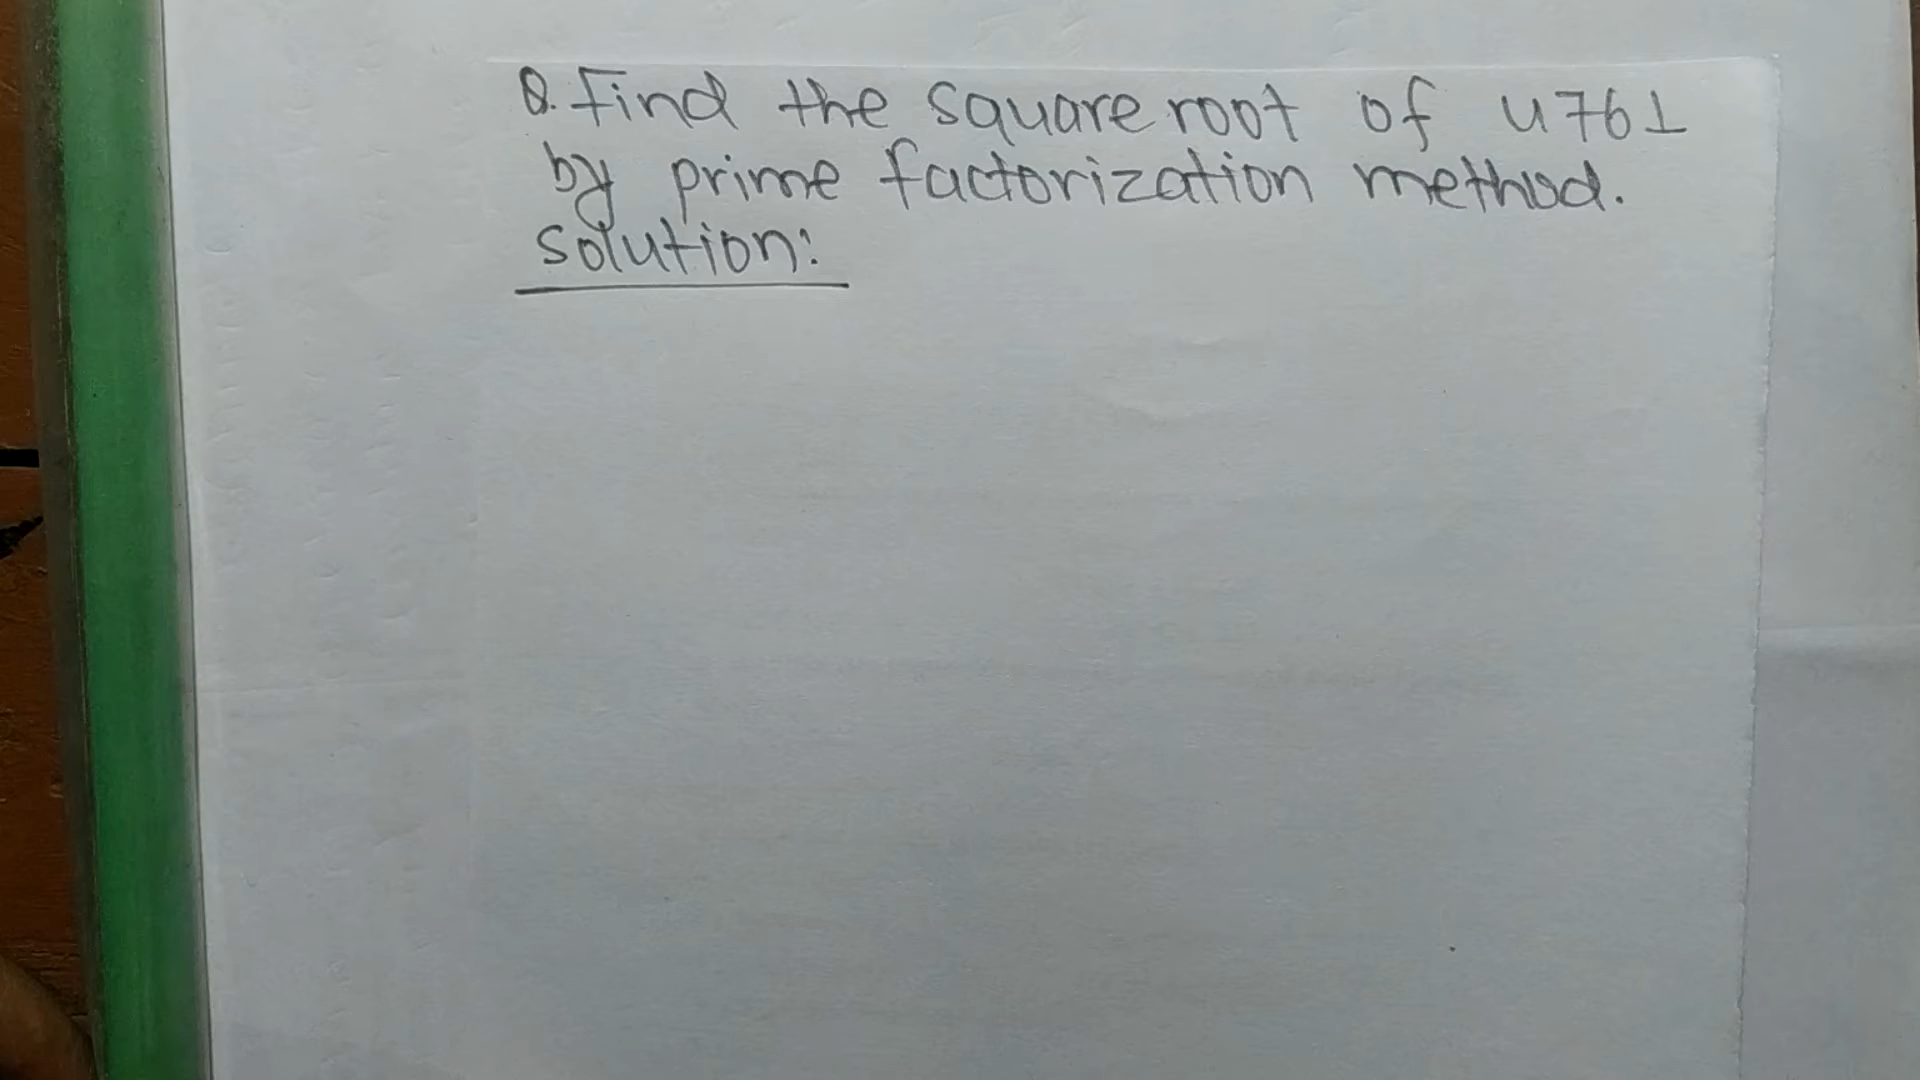 Q. Find the square root of 4761
by prime factorization method.
Solution: